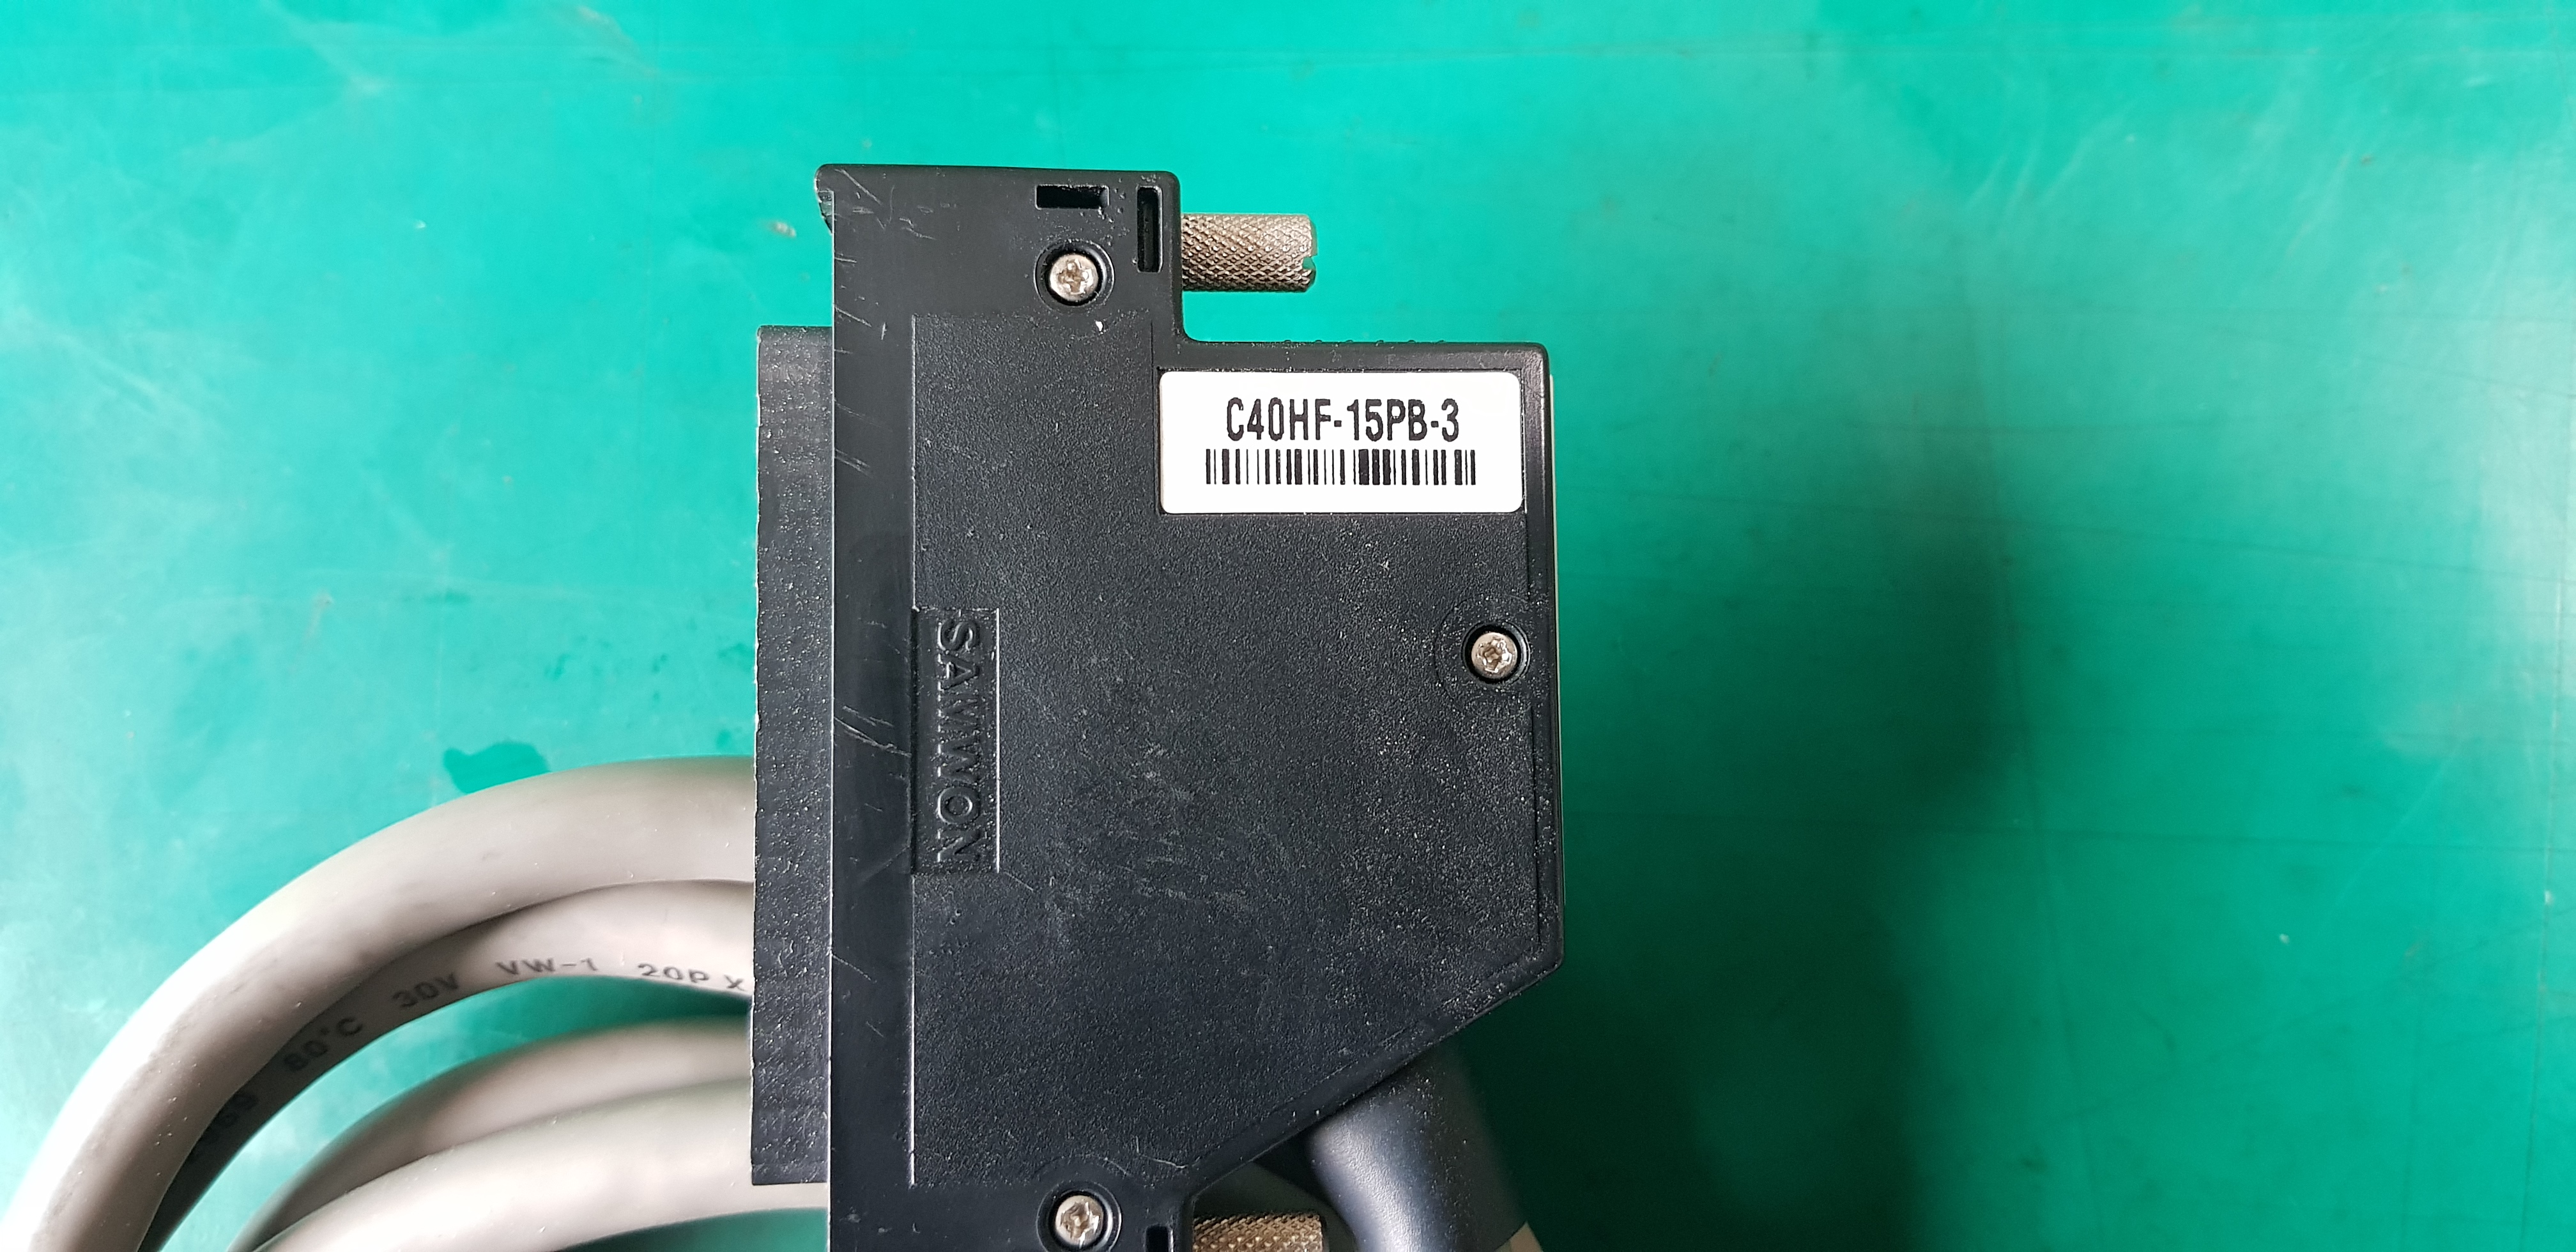 C40HF-15PB-3
SAMWON
80°C 30V VW-1 20P X